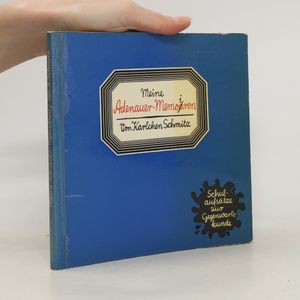 Meine
Adenauer-Memoiren
Von Karlchen Schmitz
Schul-
aufsätze
zur
Gegenwarts-
kunde